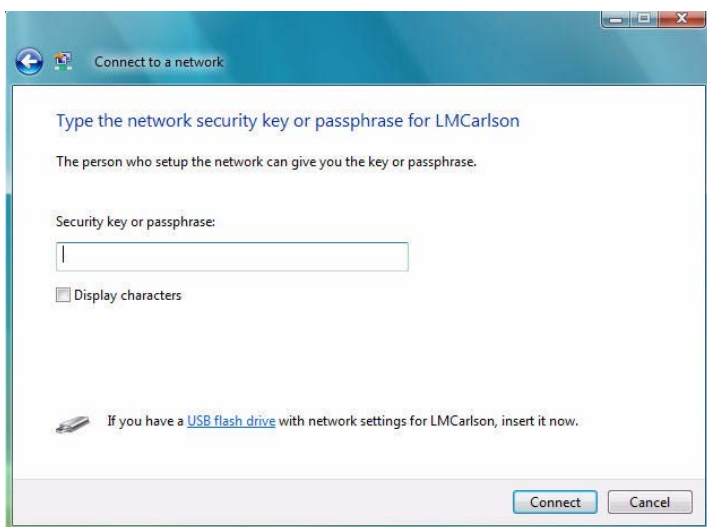 Connect to a network
Type the network security key or passphrase for LMCarlson
The person who setup the network can give you the key or passphrase.
Security key or passphrase:
Display characters
If you have a USB flash drive with network settings for LMCarlson, insert it now.
Connect Cancel